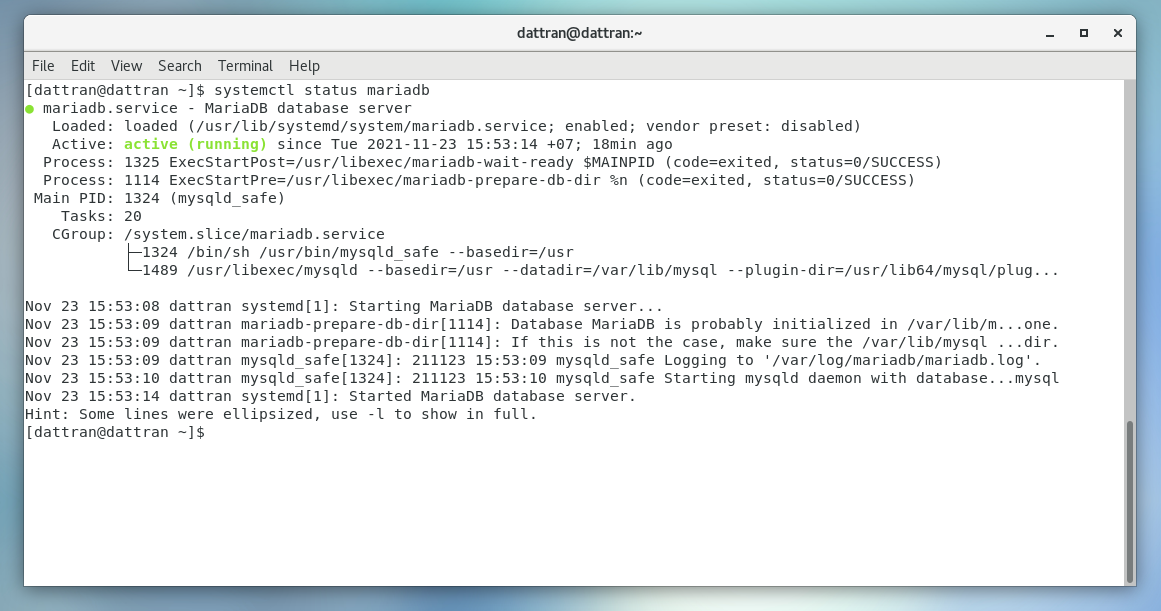 dattran@dattran:~
File Edit View Search Terminal Help
[dattran@dattran ~]$ systemctl status mariadb
● mariadb.service - MariaDB database server
   Loaded: loaded (/usr/lib/systemd/system/mariadb.service; enabled; vendor preset: disabled)
   Active: active (running) since Tue 2021-11-23 15:53:14 +07; 18min ago
  Process: 1325 ExecStartPost=/usr/libexec/mariadb-wait-ready $MAINPID (code=exited, status=0/SUCCESS)
  Process: 1114 ExecStartPre=/usr/libexec/mariadb-prepare-db-dir %n (code=exited, status=0/SUCCESS)
 Main PID: 1324 (mysqld_safe)
    Tasks: 20
   CGroup: /system.slice/mariadb.service
           ├─1324 /bin/sh /usr/bin/mysqld_safe --basedir=/usr
           └─1489 /usr/libexec/mysqld --basedir=/usr --datadir=/var/lib/mysql --plugin-dir=/usr/lib64/mysql/plug...
Nov 23 15:53:08 dattran systemd[1]: Starting MariaDB database server...
Nov 23 15:53:09 dattran mariadb-prepare-db-dir[1114]: Database MariaDB is probably initialized in /var/lib/m...one.
Nov 23 15:53:09 dattran mariadb-prepare-db-dir[1114]: If this is not the case, make sure the /var/lib/mysql ...dir.
Nov 23 15:53:09 dattran mysqld_safe[1324]: 211123 15:53:09 mysqld_safe Logging to '/var/log/mariadb/mariadb.log'.
Nov 23 15:53:10 dattran mysqld_safe[1324]: 211123 15:53:10 mysqld_safe Starting mysqld daemon with database...mysql
Nov 23 15:53:14 dattran systemd[1]: Started MariaDB database server.
Hint: Some lines were ellipsized, use -l to show in full.
[dattran@dattran ~]$